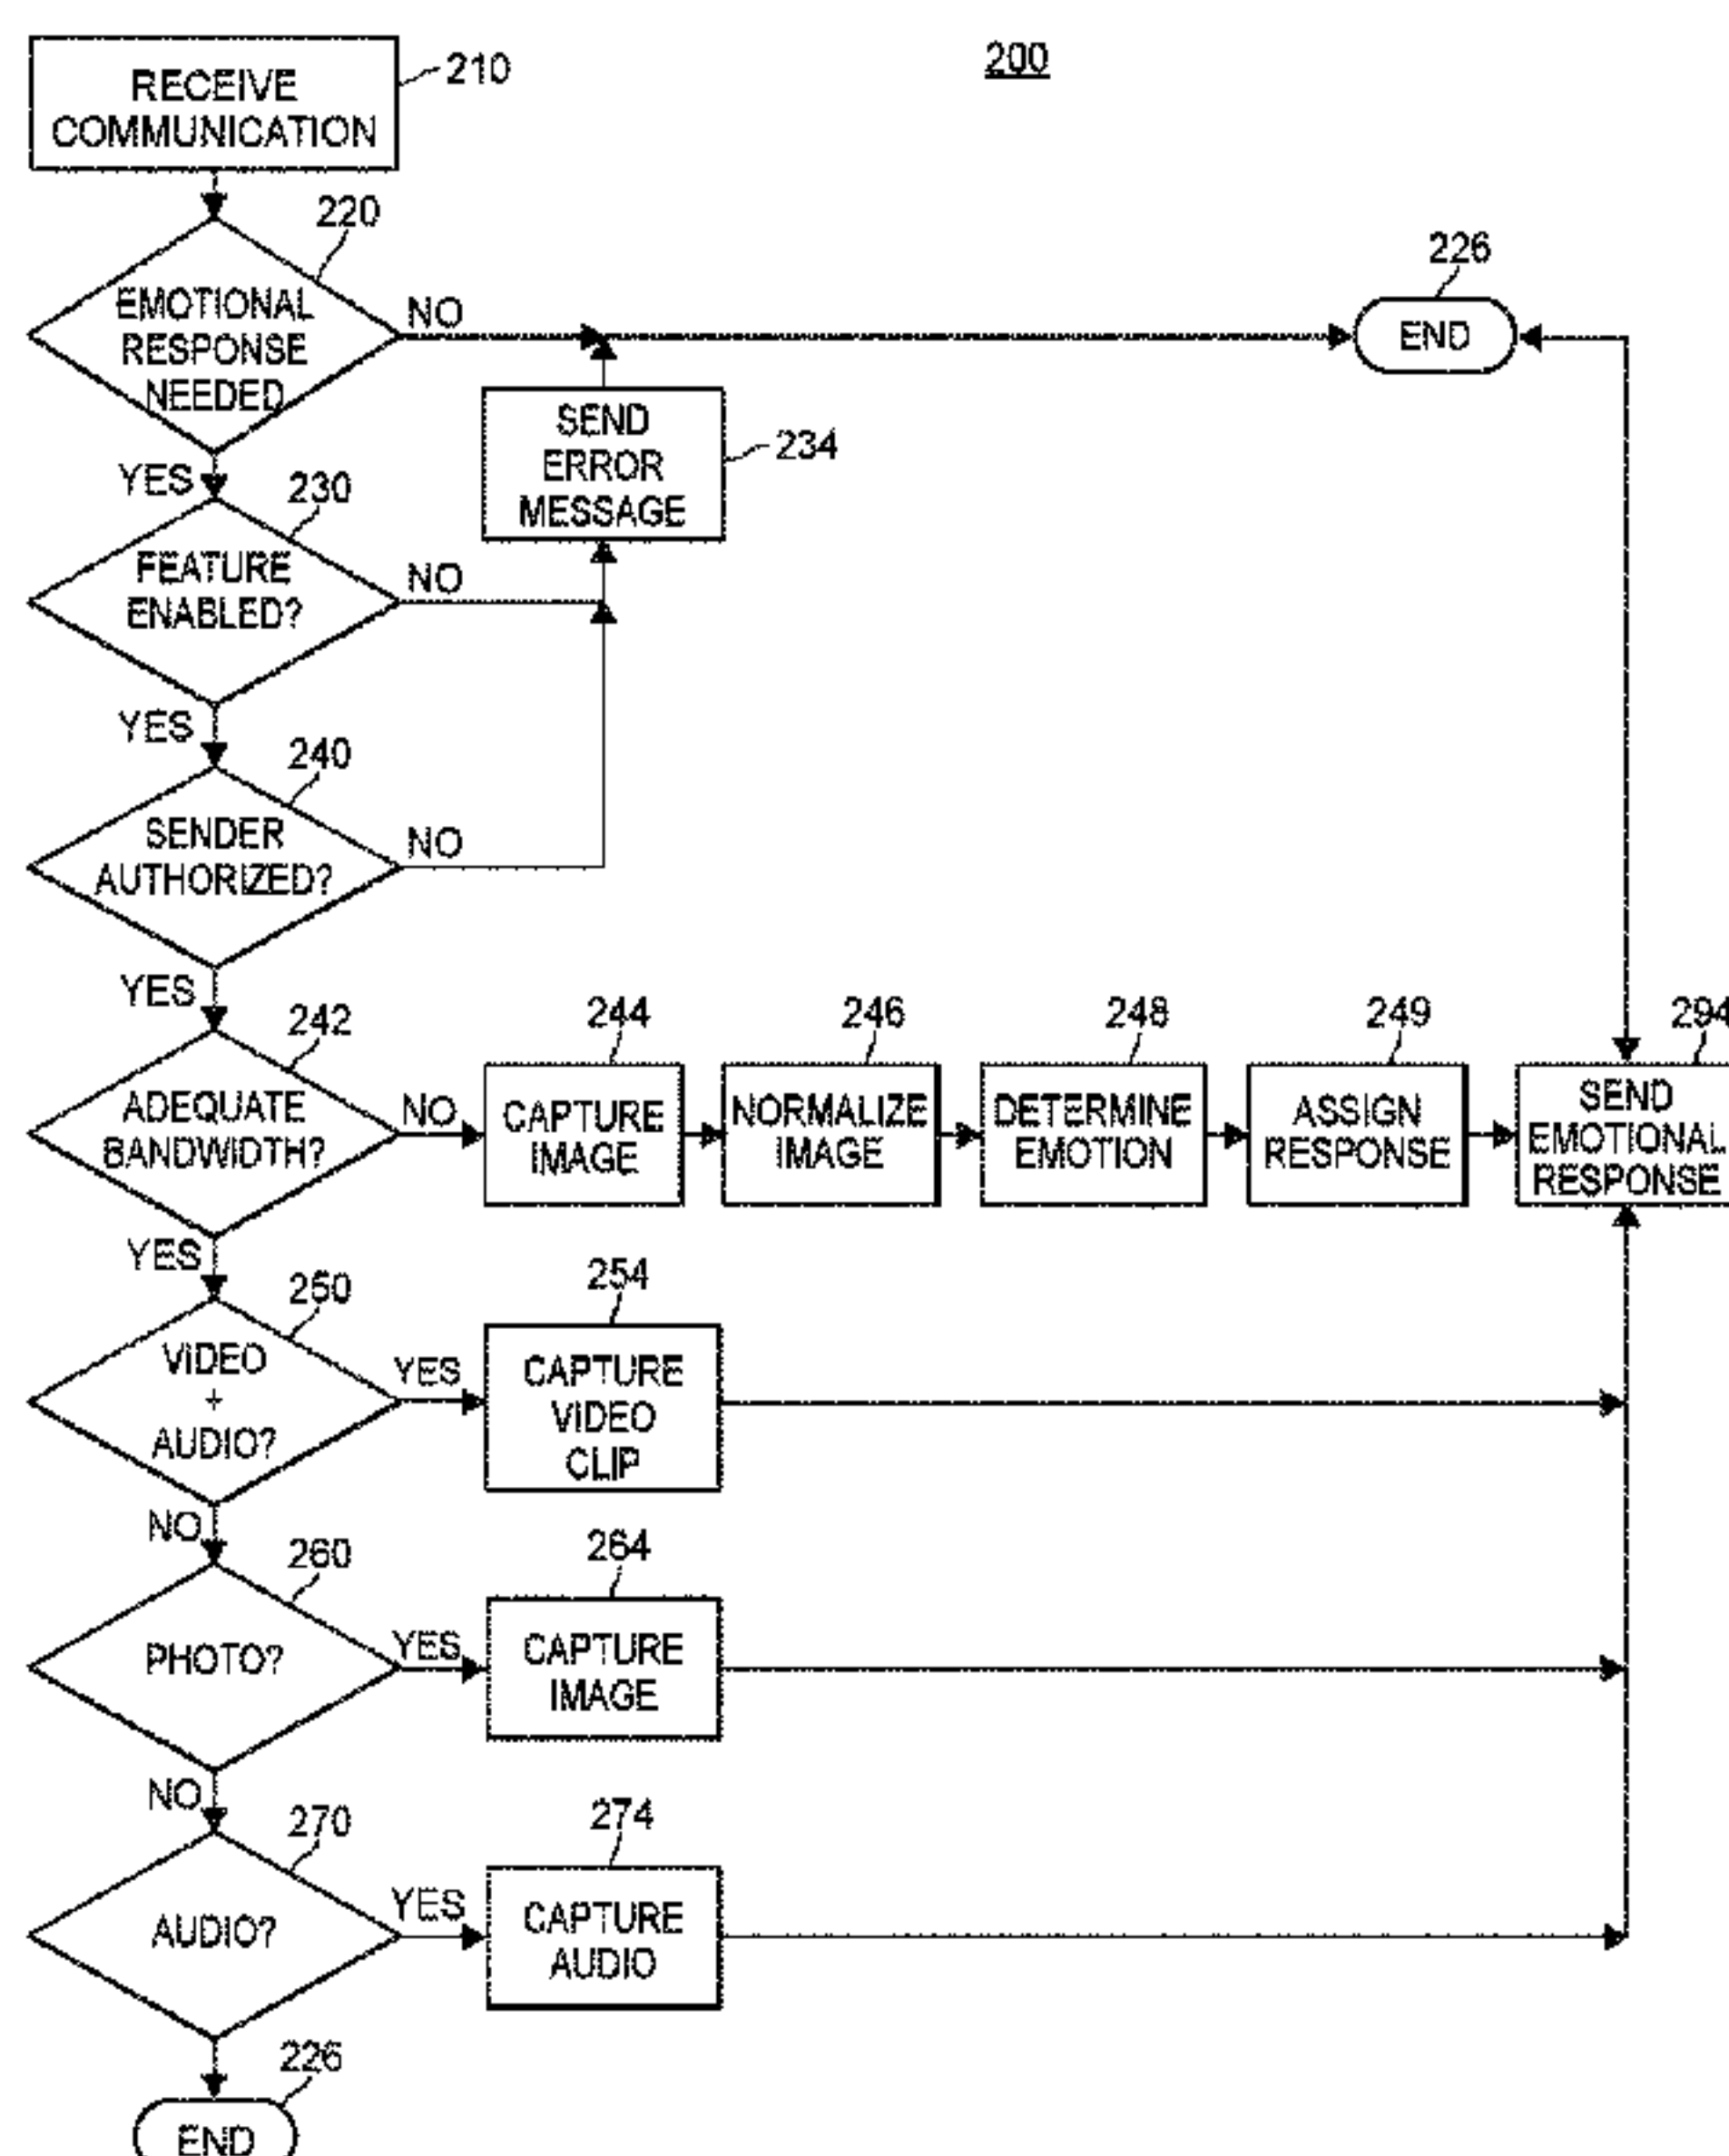 200
RECEIVE
COMMUNICATION
210
220
EMOTIONAL
RESPONSE
NEEDED
NO
YES
226
END
SEND
ERROR
MESSAGE
234
230
FEATURE
ENABLED?
NO
YES
240
SENDER
AUTHORIZED?
NO
YES
242
ADEQUATE
BANDWIDTH?
NO
YES
244
CAPTURE
IMAGE
246
NORMALIZE
IMAGE
248
DETERMINE
EMOTION
249
ASSIGN
RESPONSE
294
SEND
EMOTIONAL
RESPONSE
250
VIDEO
+
AUDIO?
YES
NO
254
CAPTURE
VIDEO
CLIP
260
PHOTO?
YES
NO
264
CAPTURE
IMAGE
270
AUDIO?
YES
274
CAPTURE
AUDIO
226
END